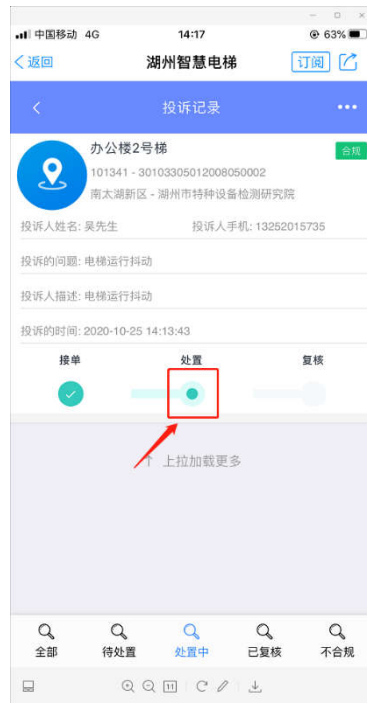 中国移动 4G 14:17 63%
返回 湖州智慧电梯 订阅
投诉记录
办公楼2号梯 合规
101341 - 30103305012008050002
南太湖新区 - 湖州市特种设备检测研究院
投诉人姓名: 吴先生 投诉人手机: 13252015735
投诉的问题: 电梯运行抖动
投诉人描述: 电梯运行抖动
投诉的时间: 2020-10-25 14:13:43
接单 处置 复核
↑ 上拉加载更多
全部 待处置 处置中 已复核 不合规